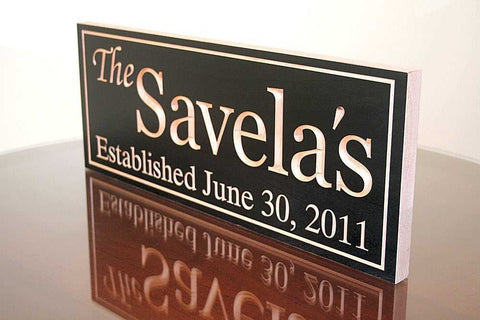 The
Savela's
Established June 30, 2011